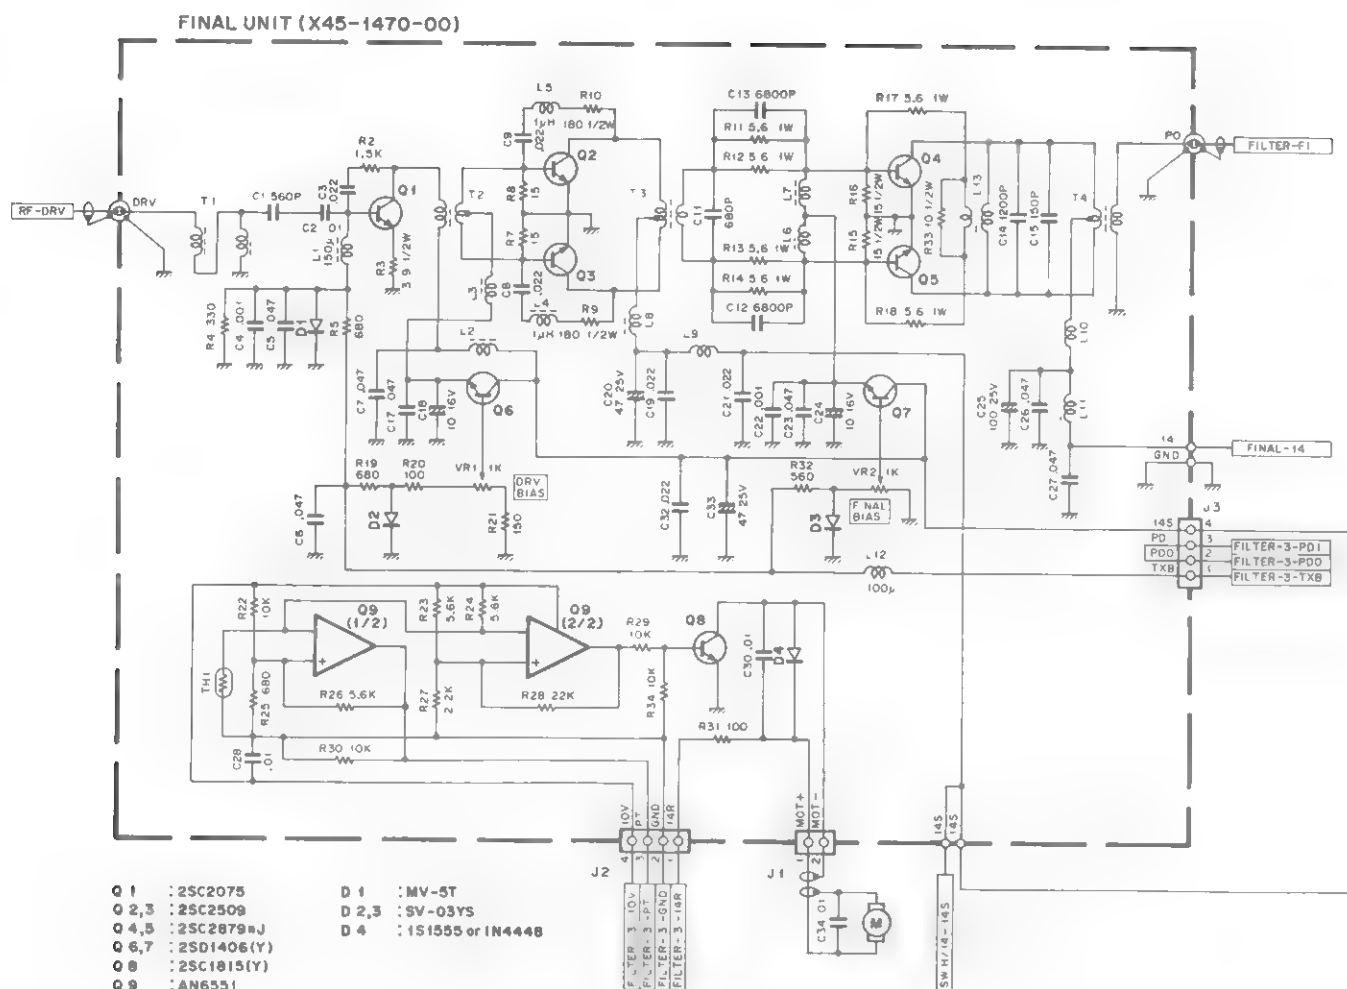 FINAL UNIT (X45-1470-00)
RF-DRV
DRV
T1
C1 560P
C2 .01
C3 .022
R2 1.5K
Q1
L1 150µ
R3 3.9 1/2W
R4 330
C4 .001
C5 .047
D1
R5 680
T2
L3
L2
C7 .047
C17 .047
C18 10 16V
Q6
L5 1µH
R10 180 1/2W
C9 .022
Q2
R8 15
R7 15
Q3
C8 .022
1µH
R9 180 1/2W
T3
L8
L9
C20 47 25V
C19 .022
C21 .022
C13 6800P
R11 5.6 1W
R12 5.6 1W
C11 680P
R13 5.6 1W
R14 5.6 1W
C12 6800P
L7
L6
R17 5.6 1W
R16 15 1/2W
R15 15 1/2W
Q4
Q5
R33 10 1/2W
R18 5.6 1W
L13
C14 1200P
C15 150P
T4
PO
FILTER-F1
L10
L11
C25 100 25V
C26 .047
C27 .047
14
GND
FINAL-14
C22 .001
C23 .047
C24 10 16V
Q7
R19 680
R20 100
VR1 1K
DRV BIAS
R21 150
C6 .047
D2
C32 .022
C33 47 25V
R32 560
VR2 1K
FINAL BIAS
D3
L12 100µ
J3
14S 4
PD 3 FILTER-3-PD1
PDO 2 FILTER-3-PDO
TXB 1 FILTER-3-TXB
R22 10K
Q9 (1/2)
TH1
R25 680
R26 5.6K
C28 .01
R30 10K
R23 5.6K
R24 5.6K
Q9 (2/2)
R27 2.2K
R28 22K
R29 10K
R34 10K
Q8
C30 .01
D4
R31 100
10V
PT
GND
14R
J2
4 3 2 1
FILTER-3-10V
FILTER-3-PT
FILTER-3-GND
FILTER-3-14R
MOT+
MOT-
J1
1 2
C34 .01
M
14S
14S
SWH/14-14S
Q 1 : 2SC2075
Q 2,3 : 2SC2509
Q 4,5 : 2SC2879*J
Q 6,7 : 2SD1406(Y)
Q 8 : 2SC1815(Y)
Q 9 : AN6551
D 1 : MV-5T
D 2,3 : SV-03YS
D 4 : 1S1555 or 1N4448